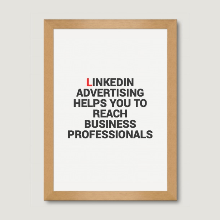 LINKEDIN
ADVERTISING
HELPS YOU TO
REACH
BUSINESS
PROFESSIONALS